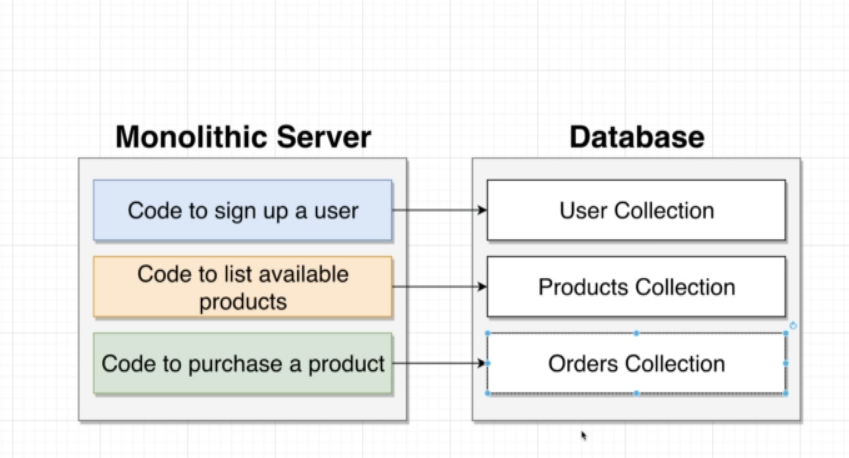 Monolithic Server
Database
Code to sign up a user
User Collection
Code to list available
products
Products Collection
Code to purchase a product
Orders Collection